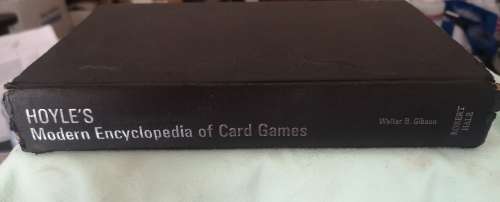 HOYLE'S
Modern Encyclopedia of Card Games
Walter B. Gibson
ROBERT
HALE